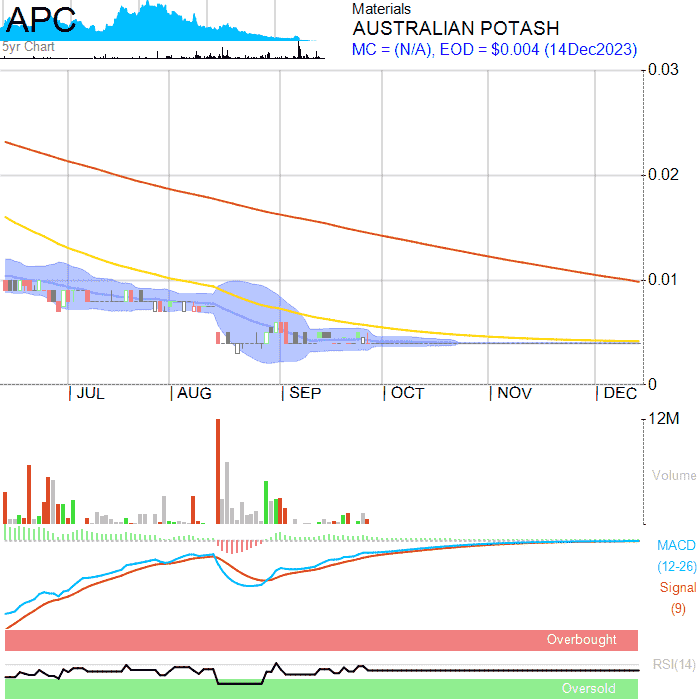 APC
5yr Chart
Materials
AUSTRALIAN POTASH
MC = (N/A), EOD = $0.004 (14Dec2023)
0.03
0.02
0.01
0
JUL
AUG
SEP
OCT
NOV
DEC
12M
Volume
MACD
(12-26)
Signal
(9)
Overbought
RSI(14)
Oversold